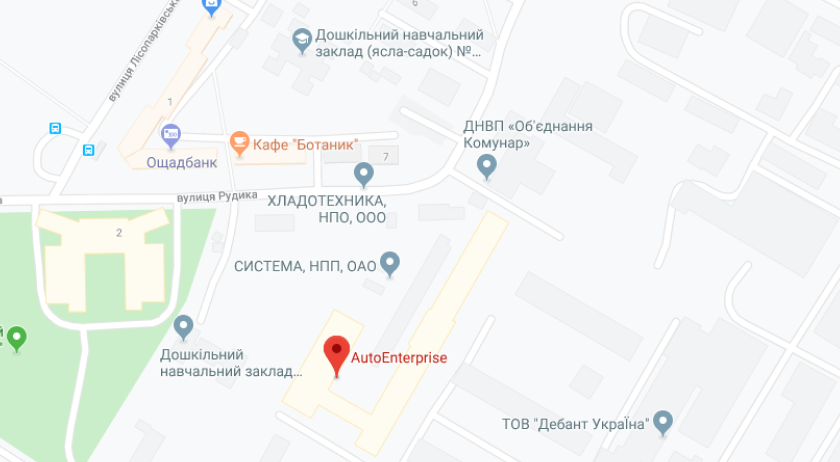 вулиця Лісопарківська
Дошкільний навчальний
заклад (ясла-садок) №...
1
ДНВП «Об'єднання
Комунар»
Кафе "Ботаник"
Ощадбанк
7
вулиця Рудика
ХЛАДОТЕХНИКА,
НПО, ООО
2
СИСТЕМА, НПП, ОАО
Дошкільний
навчальний заклад...
AutoEnterprise
ТОВ "Дебант УкраЇна"